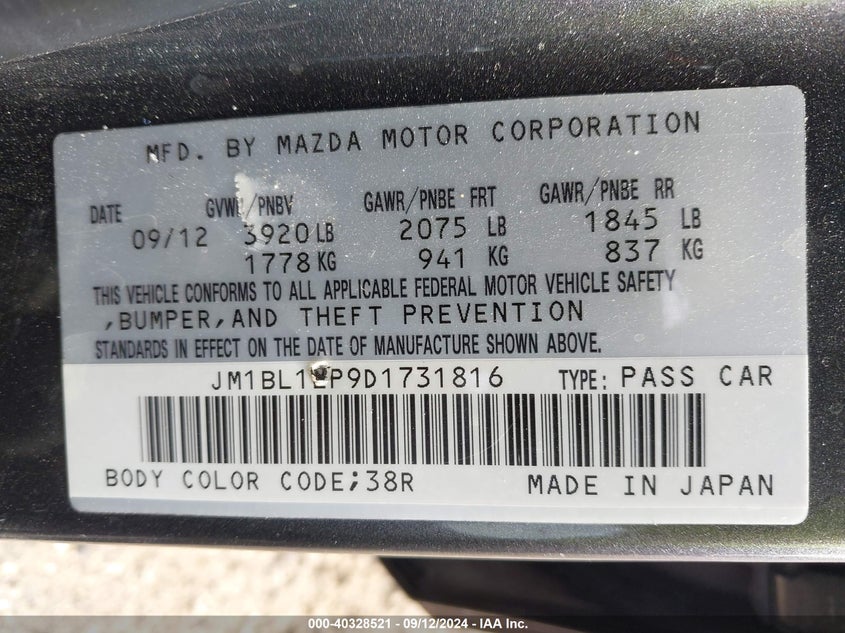 MFD. BY MAZDA MOTOR CORPORATION
DATE GVWR/PNBV GAWR/PNBE FRT GAWR/PNBE RR
09/12 3920 LB 2075 LB 1845 LB
1778 KG 941 KG 837 KG
THIS VEHICLE CONFORMS TO ALL APPLICABLE FEDERAL MOTOR VEHICLE SAFETY
,BUMPER,AND THEFT PREVENTION
STANDARDS IN EFFECT ON THE DATE OF MANUFACTURE SHOWN ABOVE.
TYPE: PASS CAR
BODY COLOR CODE;38R MADE IN JAPAN
000-40328521 - 09/12/2024 - IAA Inc.